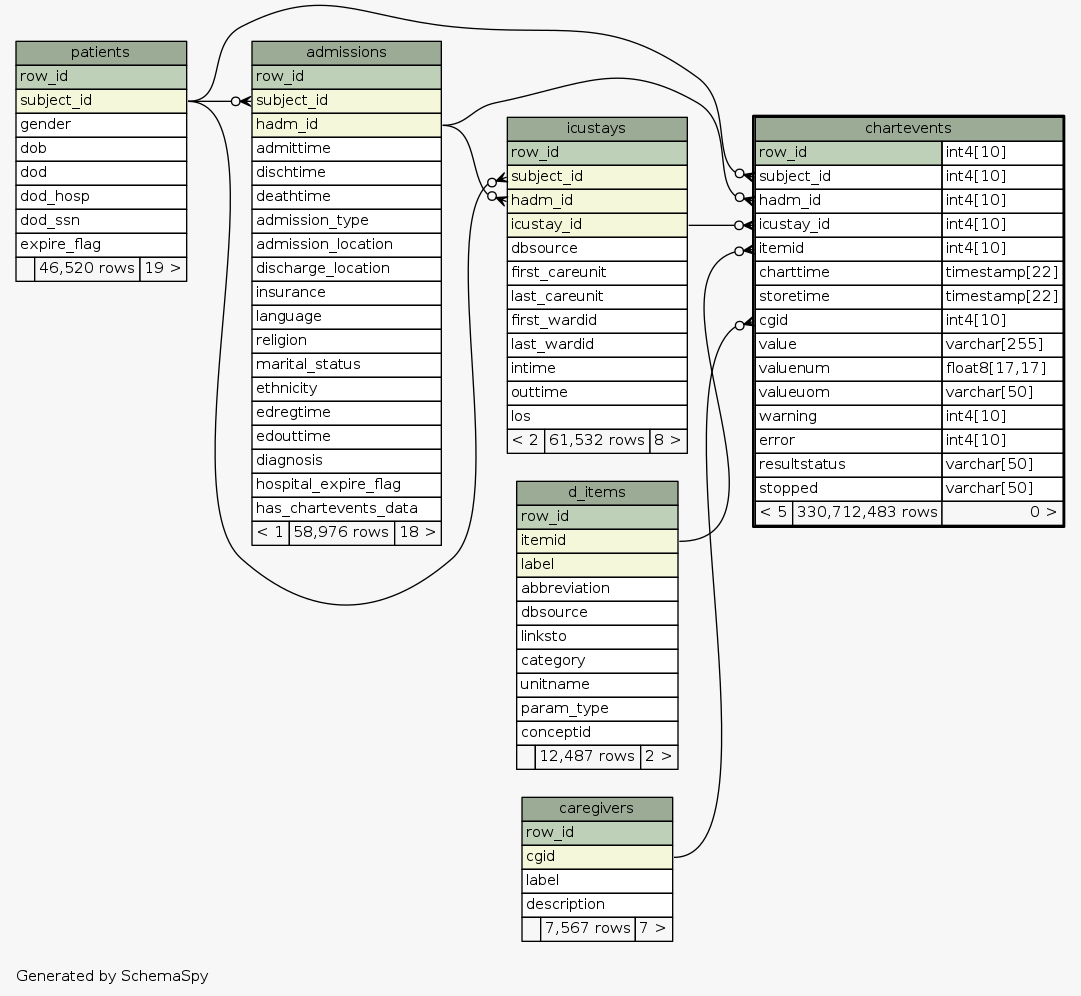 patients
row_id
subject_id
gender
dob
dod
dod_hosp
dod_ssn
expire_flag
46,520 rows 19 >
admissions
row_id
subject_id
hadm_id
admittime
dischtime
deathtime
admission_type
admission_location
discharge_location
insurance
language
religion
marital_status
ethnicity
edregtime
edouttime
diagnosis
hospital_expire_flag
has_chartevents_data
< 1 58,976 rows 18 >
icustays
row_id
subject_id
hadm_id
icustay_id
dbsource
first_careunit
last_careunit
first_wardid
last_wardid
intime
outtime
los
< 2 61,532 rows 8 >
chartevents
row_id int4[10]
subject_id int4[10]
hadm_id int4[10]
icustay_id int4[10]
itemid int4[10]
charttime timestamp[22]
storetime timestamp[22]
cgid int4[10]
value varchar[255]
valuenum float8[17,17]
valueuom varchar[50]
warning int4[10]
error int4[10]
resultstatus varchar[50]
stopped varchar[50]
< 5 330,712,483 rows 0 >
d_items
row_id
itemid
label
abbreviation
dbsource
linksto
category
unitname
param_type
conceptid
12,487 rows 2 >
caregivers
row_id
cgid
label
description
7,567 rows 7 >
Generated by SchemaSpy